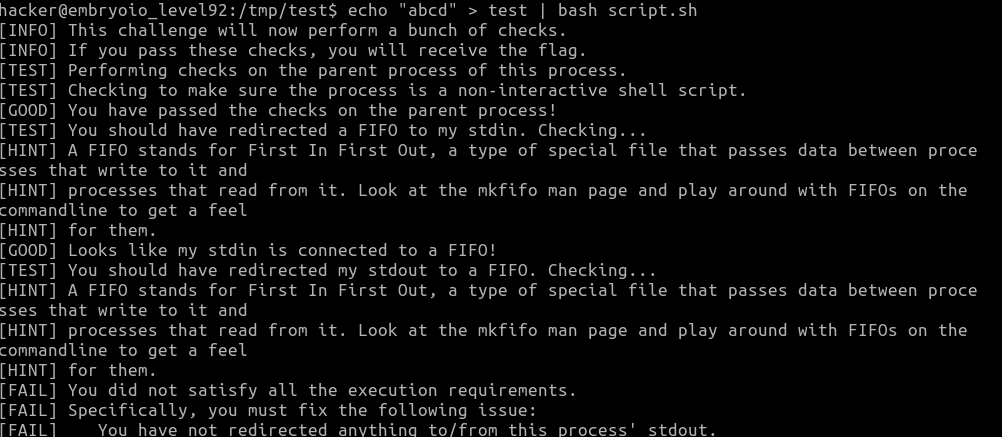 hacker@embryoio_level92:/tmp/test$ echo "abcd" > test | bash script.sh
[INFO] This challenge will now perform a bunch of checks.
[INFO] If you pass these checks, you will receive the flag.
[TEST] Performing checks on the parent process of this process.
[TEST] Checking to make sure the process is a non-interactive shell script.
[GOOD] You have passed the checks on the parent process!
[TEST] You should have redirected a FIFO to my stdin. Checking...
[HINT] A FIFO stands for First In First Out, a type of special file that passes data between proce
sses that write to it and
[HINT] processes that read from it. Look at the mkfifo man page and play around with FIFOs on the
commandline to get a feel
[HINT] for them.
[GOOD] Looks like my stdin is connected to a FIFO!
[TEST] You should have redirected my stdout to a FIFO. Checking...
[HINT] A FIFO stands for First In First Out, a type of special file that passes data between proce
sses that write to it and
[HINT] processes that read from it. Look at the mkfifo man page and play around with FIFOs on the
commandline to get a feel
[HINT] for them.
[FAIL] You did not satisfy all the execution requirements.
[FAIL] Specifically, you must fix the following issue:
[FAIL]    You have not redirected anything to/from this process' stdout.